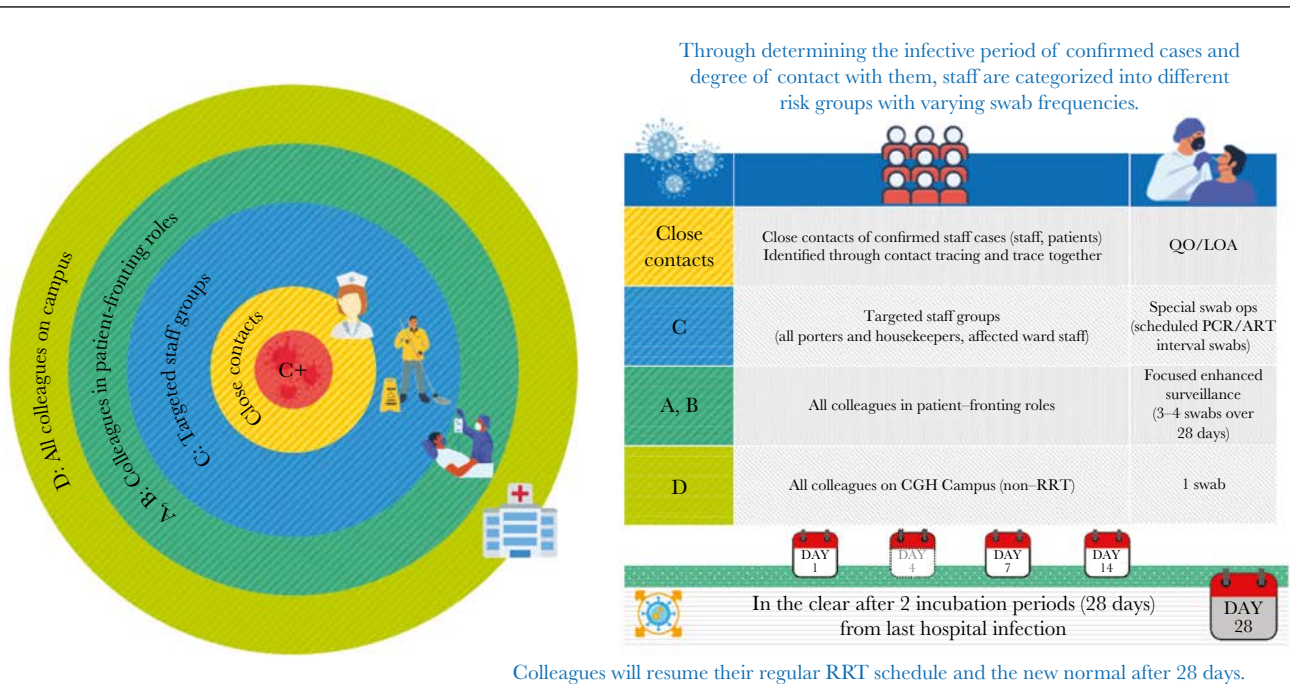 D: All colleagues on campus
A, B: Colleagues in patient-fronting roles
C: Targeted staff groups
Close contacts
C+
Through determining the infective period of confirmed cases and
degree of contact with them, staff are categorized into different
risk groups with varying swab frequencies.
Close
contacts
Close contacts of confirmed staff cases (staff, patients)
Identified through contact tracing and trace together
QO/LOA
C
Targeted staff groups
(all porters and housekeepers, affected ward staff)
Special swab ops
(scheduled PCR/ART
interval swabs)
A, B
All colleagues in patient–fronting roles
Focused enhanced
surveillance
(3–4 swabs over
28 days)
D
All colleagues on CGH Campus (non–RRT)
1 swab
DAY
1
DAY
4
DAY
7
DAY
14
In the clear after 2 incubation periods (28 days)
from last hospital infection
DAY
28
Colleagues will resume their regular RRT schedule and the new normal after 28 days.